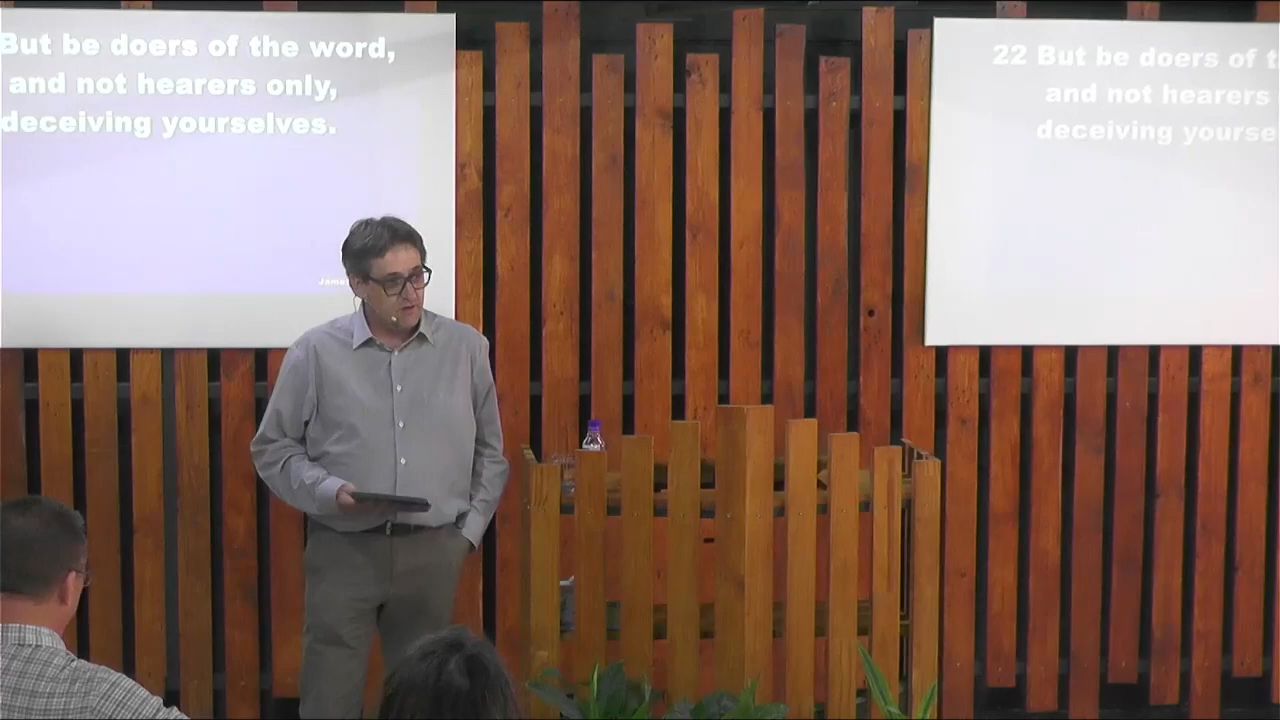 But be doers of the word,
and not hearers only,
deceiving yourselves.
22 But be doers of
and not hearers
deceiving